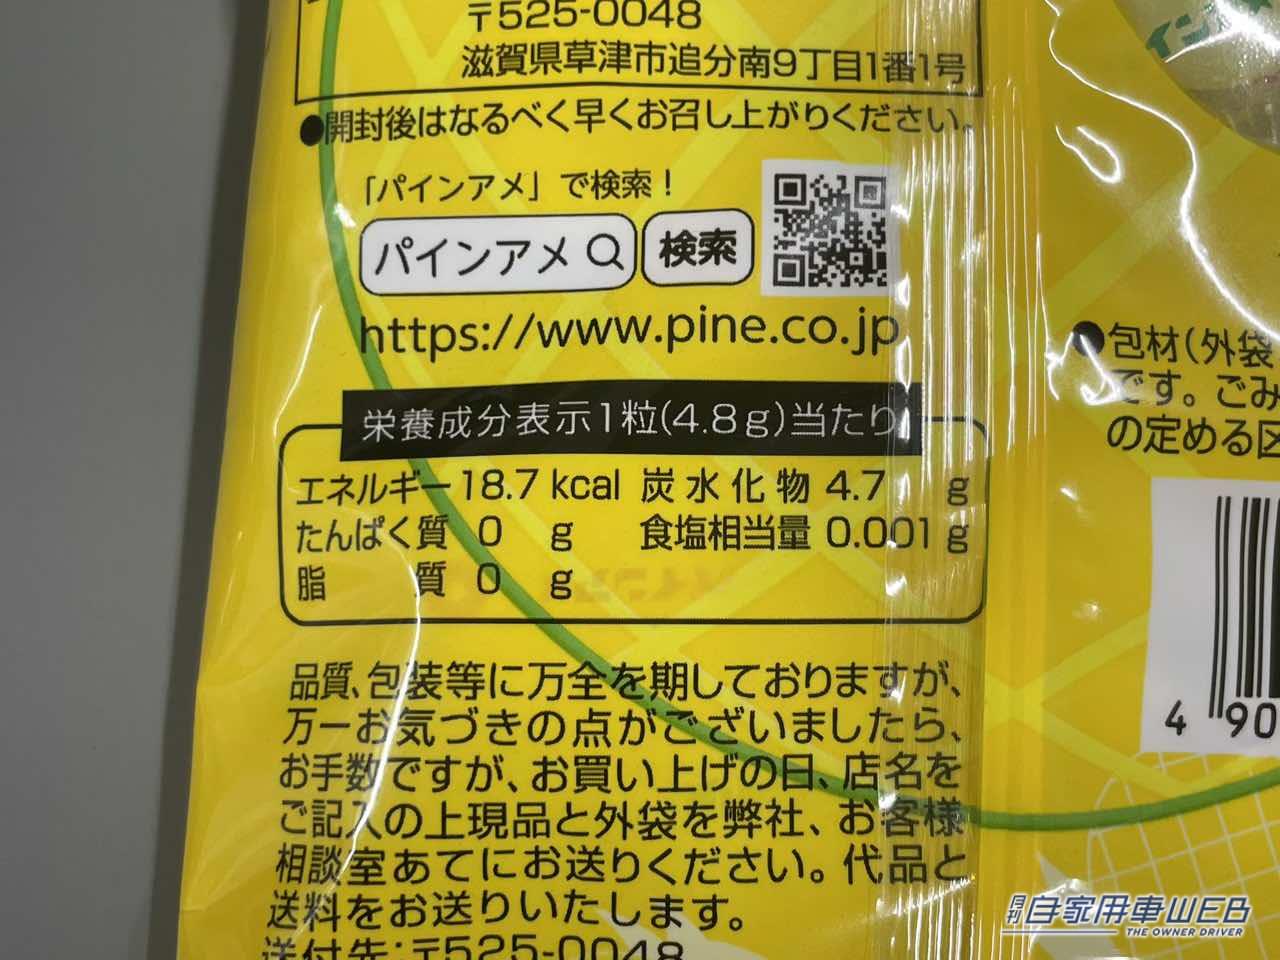 〒525-0048
滋賀県草津市追分南9丁目1番1号
●開封後はなるべく早くお召し上がりください。
「パインアメ」で検索！
パインアメ 検索
https://www.pine.co.jp
栄養成分表示1粒(4.8g)当たり
エネルギー 18.7 kcal 炭水化物 4.7 g
たんぱく質 0 g 食塩相当量 0.001 g
脂質 0 g
品質、包装等に万全を期しておりますが、
万一お気づきの点がございましたら、
お手数ですが、お買い上げの日、店名を
ご記入の上現品と外袋を弊社、お客様
相談室あてにお送りください。代品と
送料をお送りいたします。
送付先:〒525-0048
●包材(外袋
です。ごみ
の定める区
4 90
月刊自家用車WEB
THE OWNER DRIVER